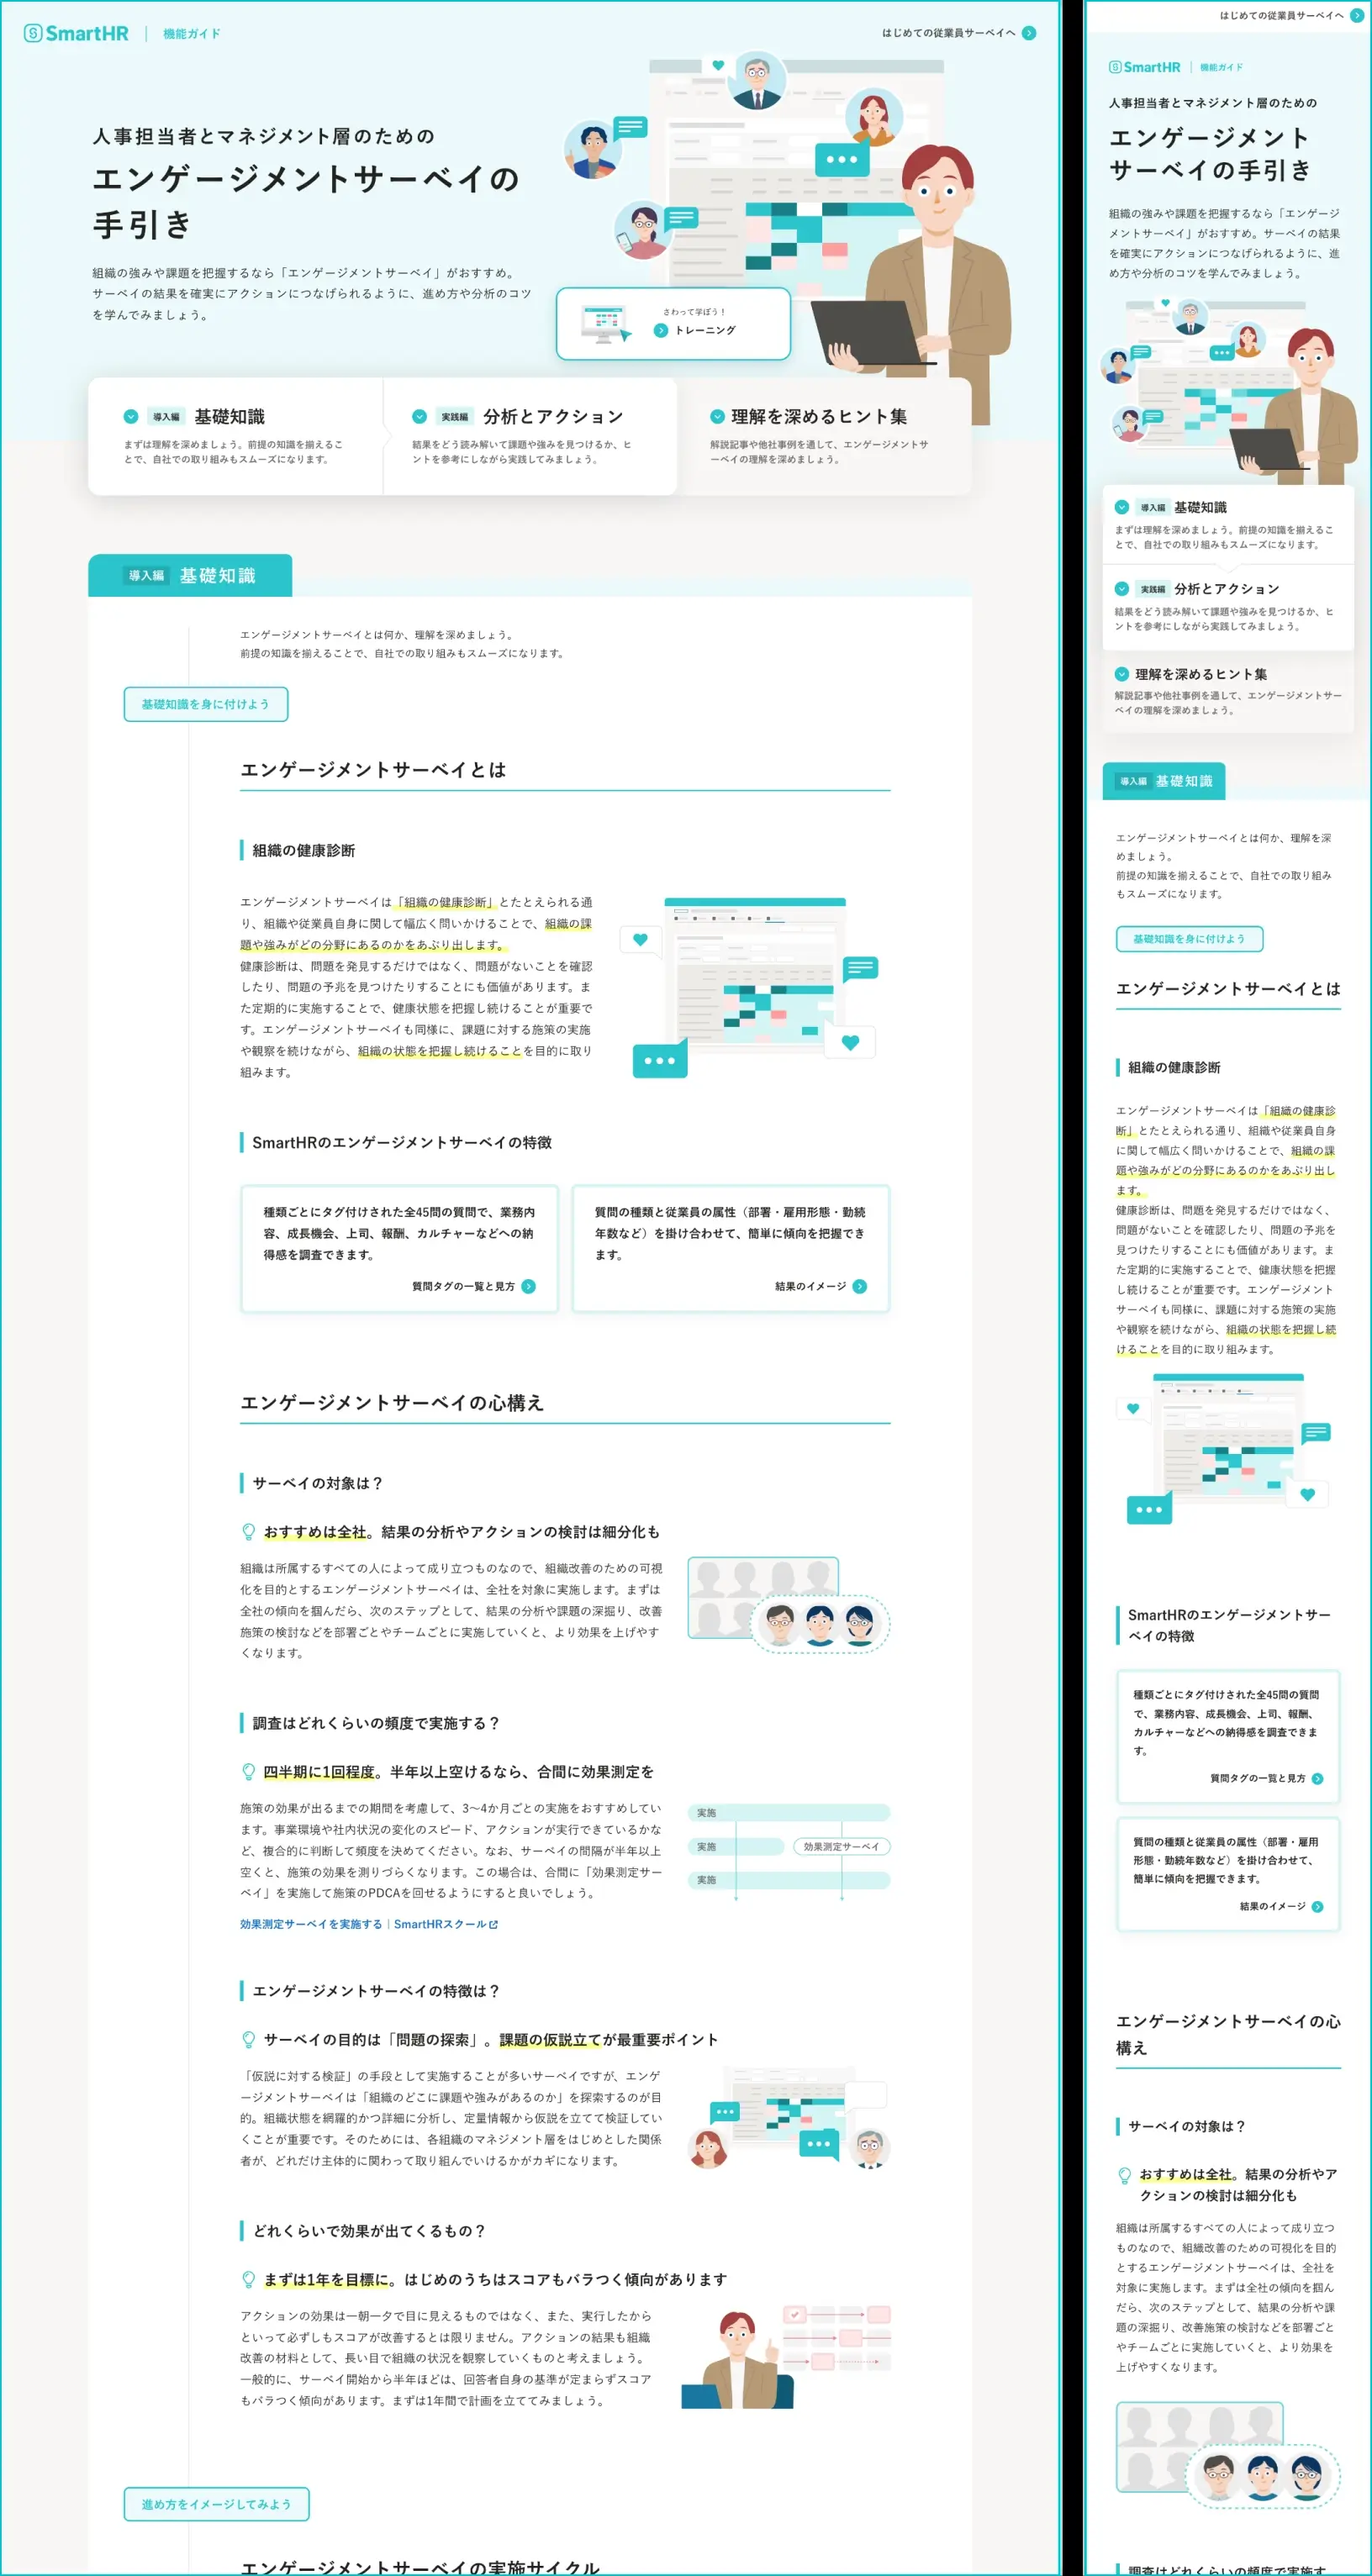 SmartHR
機能ガイド
はじめての従業員サーベイへ
人事担当者とマネジメント層のための
エンゲージメントサーベイの
手引き
組織の強みや課題を把握するなら「エンゲージメントサーベイ」がおすすめ。
サーベイの結果を確実にアクションにつなげられるように、進め方や分析のコツ
を学んでみましょう。
さわって学ぼう！
トレーニング
導入編 基礎知識
まずは理解を深めましょう。前提の知識を揃えるこ
とで、自社での取り組みもスムーズになります。
実践編 分析とアクション
結果をどう読み解いて課題や強みを見つけるか、ヒ
ントを参考にしながら実践してみましょう。
理解を深めるヒント集
解説記事や他社事例を通して、エンゲージメントサ
ーベイの理解を深めましょう。
導入編 基礎知識
エンゲージメントサーベイとは何か、理解を深めましょう。
前提の知識を揃えることで、自社での取り組みもスムーズになります。
基礎知識を身に付けよう
エンゲージメントサーベイとは
組織の健康診断
エンゲージメントサーベイは「組織の健康診断」とたとえられる通
り、組織や従業員自身に関して幅広く問いかけることで、組織の課
題や強みがどの分野にあるのかをあぶり出します。
健康診断は、問題を発見するだけではなく、問題がないことを確認
したり、問題の予兆を見つけたりすることにも価値があります。ま
た定期的に実施することで、健康状態を把握し続けることが重要で
す。エンゲージメントサーベイも同様に、課題に対する施策の実施
や観察を続けながら、組織の状態を把握し続けることを目的に取り
組みます。
SmartHRのエンゲージメントサーベイの特徴
種類ごとにタグ付けされた全45問の質問で、業務内
容、成長機会、上司、報酬、カルチャーなどへの納
得感を調査できます。
質問タグの一覧と見方
質問の種類と従業員の属性（部署・雇用形態・勤続
年数など）を掛け合わせて、簡単に傾向を把握でき
ます。
結果のイメージ
エンゲージメントサーベイの心構え
サーベイの対象は？
おすすめは全社。結果の分析やアクションの検討は細分化も
組織は所属するすべての人によって成り立つものなので、組織改善のための可視
化を目的とするエンゲージメントサーベイは、全社を対象に実施します。まずは
全社の傾向を掴んだら、次のステップとして、結果の分析や課題の深掘り、改善
施策の検討などを部署ごとやチームごとに実施していくと、より効果を上げやす
くなります。
調査はどれくらいの頻度で実施する？
四半期に1回程度。半年以上空けるなら、合間に効果測定を
施策の効果が出るまでの期間を考慮して、3〜4か月ごとの実施をおすすめしてい
ます。事業環境や社内状況の変化のスピード、アクションが実行できているかな
ど、複合的に判断して頻度を決めてください。なお、サーベイの間隔が半年以上
空くと、施策の効果を測りづらくなります。この場合は、合間に「効果測定サー
ベイ」を実施して施策のPDCAを回せるようにすると良いでしょう。
効果測定サーベイを実施する｜SmartHRスクール
実施
実施
効果測定サーベイ
実施
エンゲージメントサーベイの特徴は？
サーベイの目的は「問題の探索」。課題の仮説立てが最重要ポイント
「仮説に対する検証」の手段として実施することが多いサーベイですが、エンゲ
ージメントサーベイは「組織のどこに課題や強みがあるのか」を探索するのが目
的。組織状態を網羅的かつ詳細に分析し、定量情報から仮説を立てて検証してい
くことが重要です。そのためには、各組織のマネジメント層をはじめとした関係
者が、どれだけ主体的に関わって取り組んでいけるかがカギになります。
どれくらいで効果が出てくるもの？
まずは1年を目標に。はじめのうちはスコアもバラつく傾向があります
アクションの効果は一朝一夕で目に見えるものではなく、また、実行したから
といって必ずしもスコアが改善するとは限りません。アクションの結果も組織
改善の材料として、長い目で組織の状況を観察していくものと考えましょう。
一般的に、サーベイ開始から半年ほどは、回答者自身の基準が定まらずスコア
もバラつく傾向があります。まずは1年間で計画を立ててみましょう。
進め方をイメージしてみよう
エンゲージメントサーベイの実施サイクル
はじめての従業員サーベイへ
SmartHR
機能ガイド
人事担当者とマネジメント層のための
エンゲージメント
サーベイの手引き
組織の強みや課題を把握するなら「エンゲージ
メントサーベイ」がおすすめ。サーベイの結果
を確実にアクションにつなげられるように、進
め方や分析のコツを学んでみましょう。
導入編 基礎知識
まずは理解を深めましょう。前提の知識を揃えるこ
とで、自社での取り組みもスムーズになります。
実践編 分析とアクション
結果をどう読み解いて課題や強みを見つけるか、ヒ
ントを参考にしながら実践してみましょう。
理解を深めるヒント集
解説記事や他社事例を通して、エンゲージメントサー
ベイの理解を深めましょう。
導入編 基礎知識
エンゲージメントサーベイとは何か、理解を深
めましょう。
前提の知識を揃えることで、自社での取り組み
もスムーズになります。
基礎知識を身に付けよう
エンゲージメントサーベイとは
組織の健康診断
エンゲージメントサーベイは「組織の健康診
断」とたとえられる通り、組織や従業員自身
に関して幅広く問いかけることで、組織の課
題や強みがどの分野にあるのかをあぶり出し
ます。
健康診断は、問題を発見するだけではなく、
問題がないことを確認したり、問題の予兆を
見つけたりすることにも価値があります。ま
た定期的に実施することで、健康状態を把握
し続けることが重要です。エンゲージメント
サーベイも同様に、課題に対する施策の実施
や観察を続けながら、組織の状態を把握し続
けることを目的に取り組みます。
SmartHRのエンゲージメントサー
ベイの特徴
種類ごとにタグ付けされた全45問の質問
で、業務内容、成長機会、上司、報酬、
カルチャーなどへの納得感を調査できま
す。
質問タグの一覧と見方
質問の種類と従業員の属性（部署・雇用
形態・勤続年数など）を掛け合わせて、
簡単に傾向を把握できます。
結果のイメージ
エンゲージメントサーベイの心
構え
サーベイの対象は？
おすすめは全社。結果の分析やア
クションの検討は細分化も
組織は所属するすべての人によって成り立つ
ものなので、組織改善のための可視化を目的
とするエンゲージメントサーベイは、全社を
対象に実施します。まずは全社の傾向を掴ん
だら、次のステップとして、結果の分析や課
題の深掘り、改善施策の検討などを部署ごと
やチームごとに実施していくと、より効果を
上げやすくなります。
調査はどれくらいの頻度で実施す